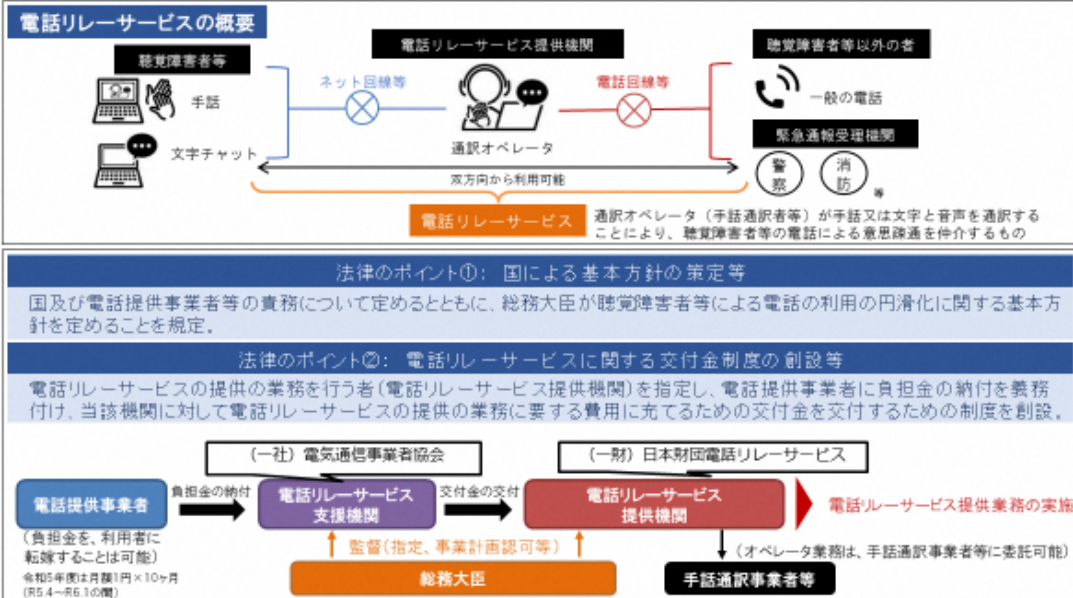 電話リレーサービスの概要
聴覚障害者等
電話リレーサービス提供機関
聴覚障害者等以外の者
手話
ネット回線等
電話回線等
一般の電話
文字チャット
通訳オペレータ
緊急通報受理機関
双方向から利用可能
警察
消防
等
電話リレーサービス
通訳オペレータ（手話通訳者等）が手話又は文字と音声を通訳する
ことにより、聴覚障害者等の電話による意思疎通を仲介するもの
法律のポイント①： 国による基本方針の策定等
国及び電話提供事業者等の責務について定めるとともに、総務大臣が聴覚障害者等による電話の利用の円滑化に関する基本方
針を定めることを規定。
法律のポイント②： 電話リレーサービスに関する交付金制度の創設等
電話リレーサービスの提供の業務を行う者（電話リレーサービス提供機関）を指定し、電話提供事業者に負担金の納付を義務
付け、当該機関に対して電話リレーサービスの提供の業務に要する費用に充てるための交付金を交付するための制度を創設。
（一社）電気通信事業者協会
（一財）日本財団電話リレーサービス
電話提供事業者
負担金の納付
電話リレーサービス
支援機関
交付金の交付
電話リレーサービス
提供機関
電話リレーサービス提供業務の実施
（負担金を、利用者に
転嫁することは可能）
令和5年度は月額1円×10ヶ月
（R5.4～R6.1の間）
監督（指定、事業計画認可等）
総務大臣
（オペレータ業務は、手話通訳事業者等に委託可能）
手話通訳事業者等